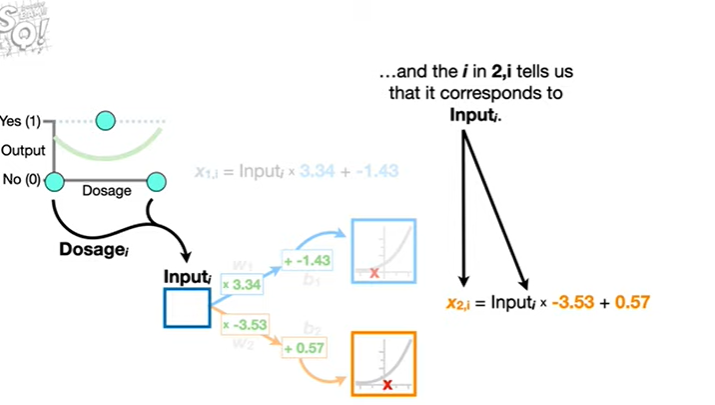 SQ!
...and the i in 2,i tells us
that it corresponds to
Inputᵢ.
Yes (1)
Output
No (0)
Dosage
x₁,ᵢ = Inputᵢ × 3.34 + -1.43
Dosageᵢ
Inputᵢ
w₁
× 3.34
+ -1.43
b₁
× -3.53
w₂
b₂
+ 0.57
x
x
x₂,ᵢ = Inputᵢ × -3.53 + 0.57